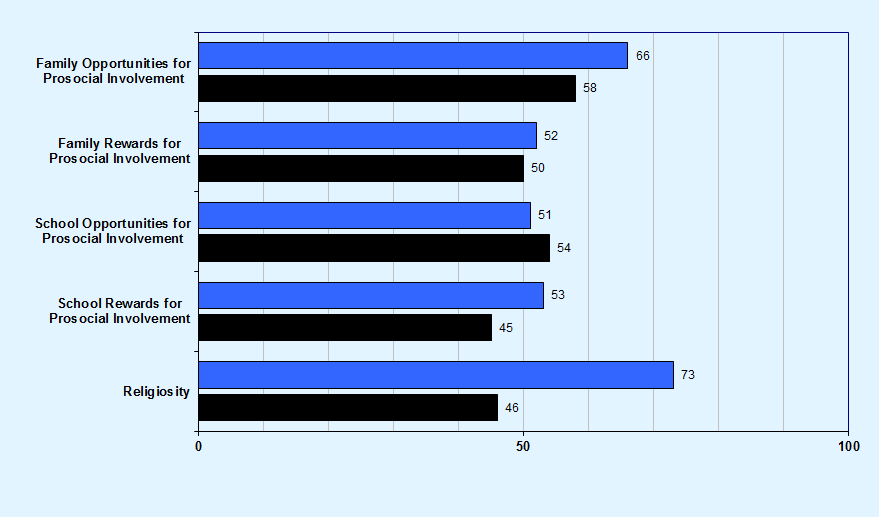 Family Opportunities for
Prosocial Involvement
66
58
Family Rewards for
Prosocial Involvement
52
50
School Opportunities for
Prosocial Involvement
51
54
School Rewards for
Prosocial Involvement
53
45
Religiosity
73
46
0 50 100